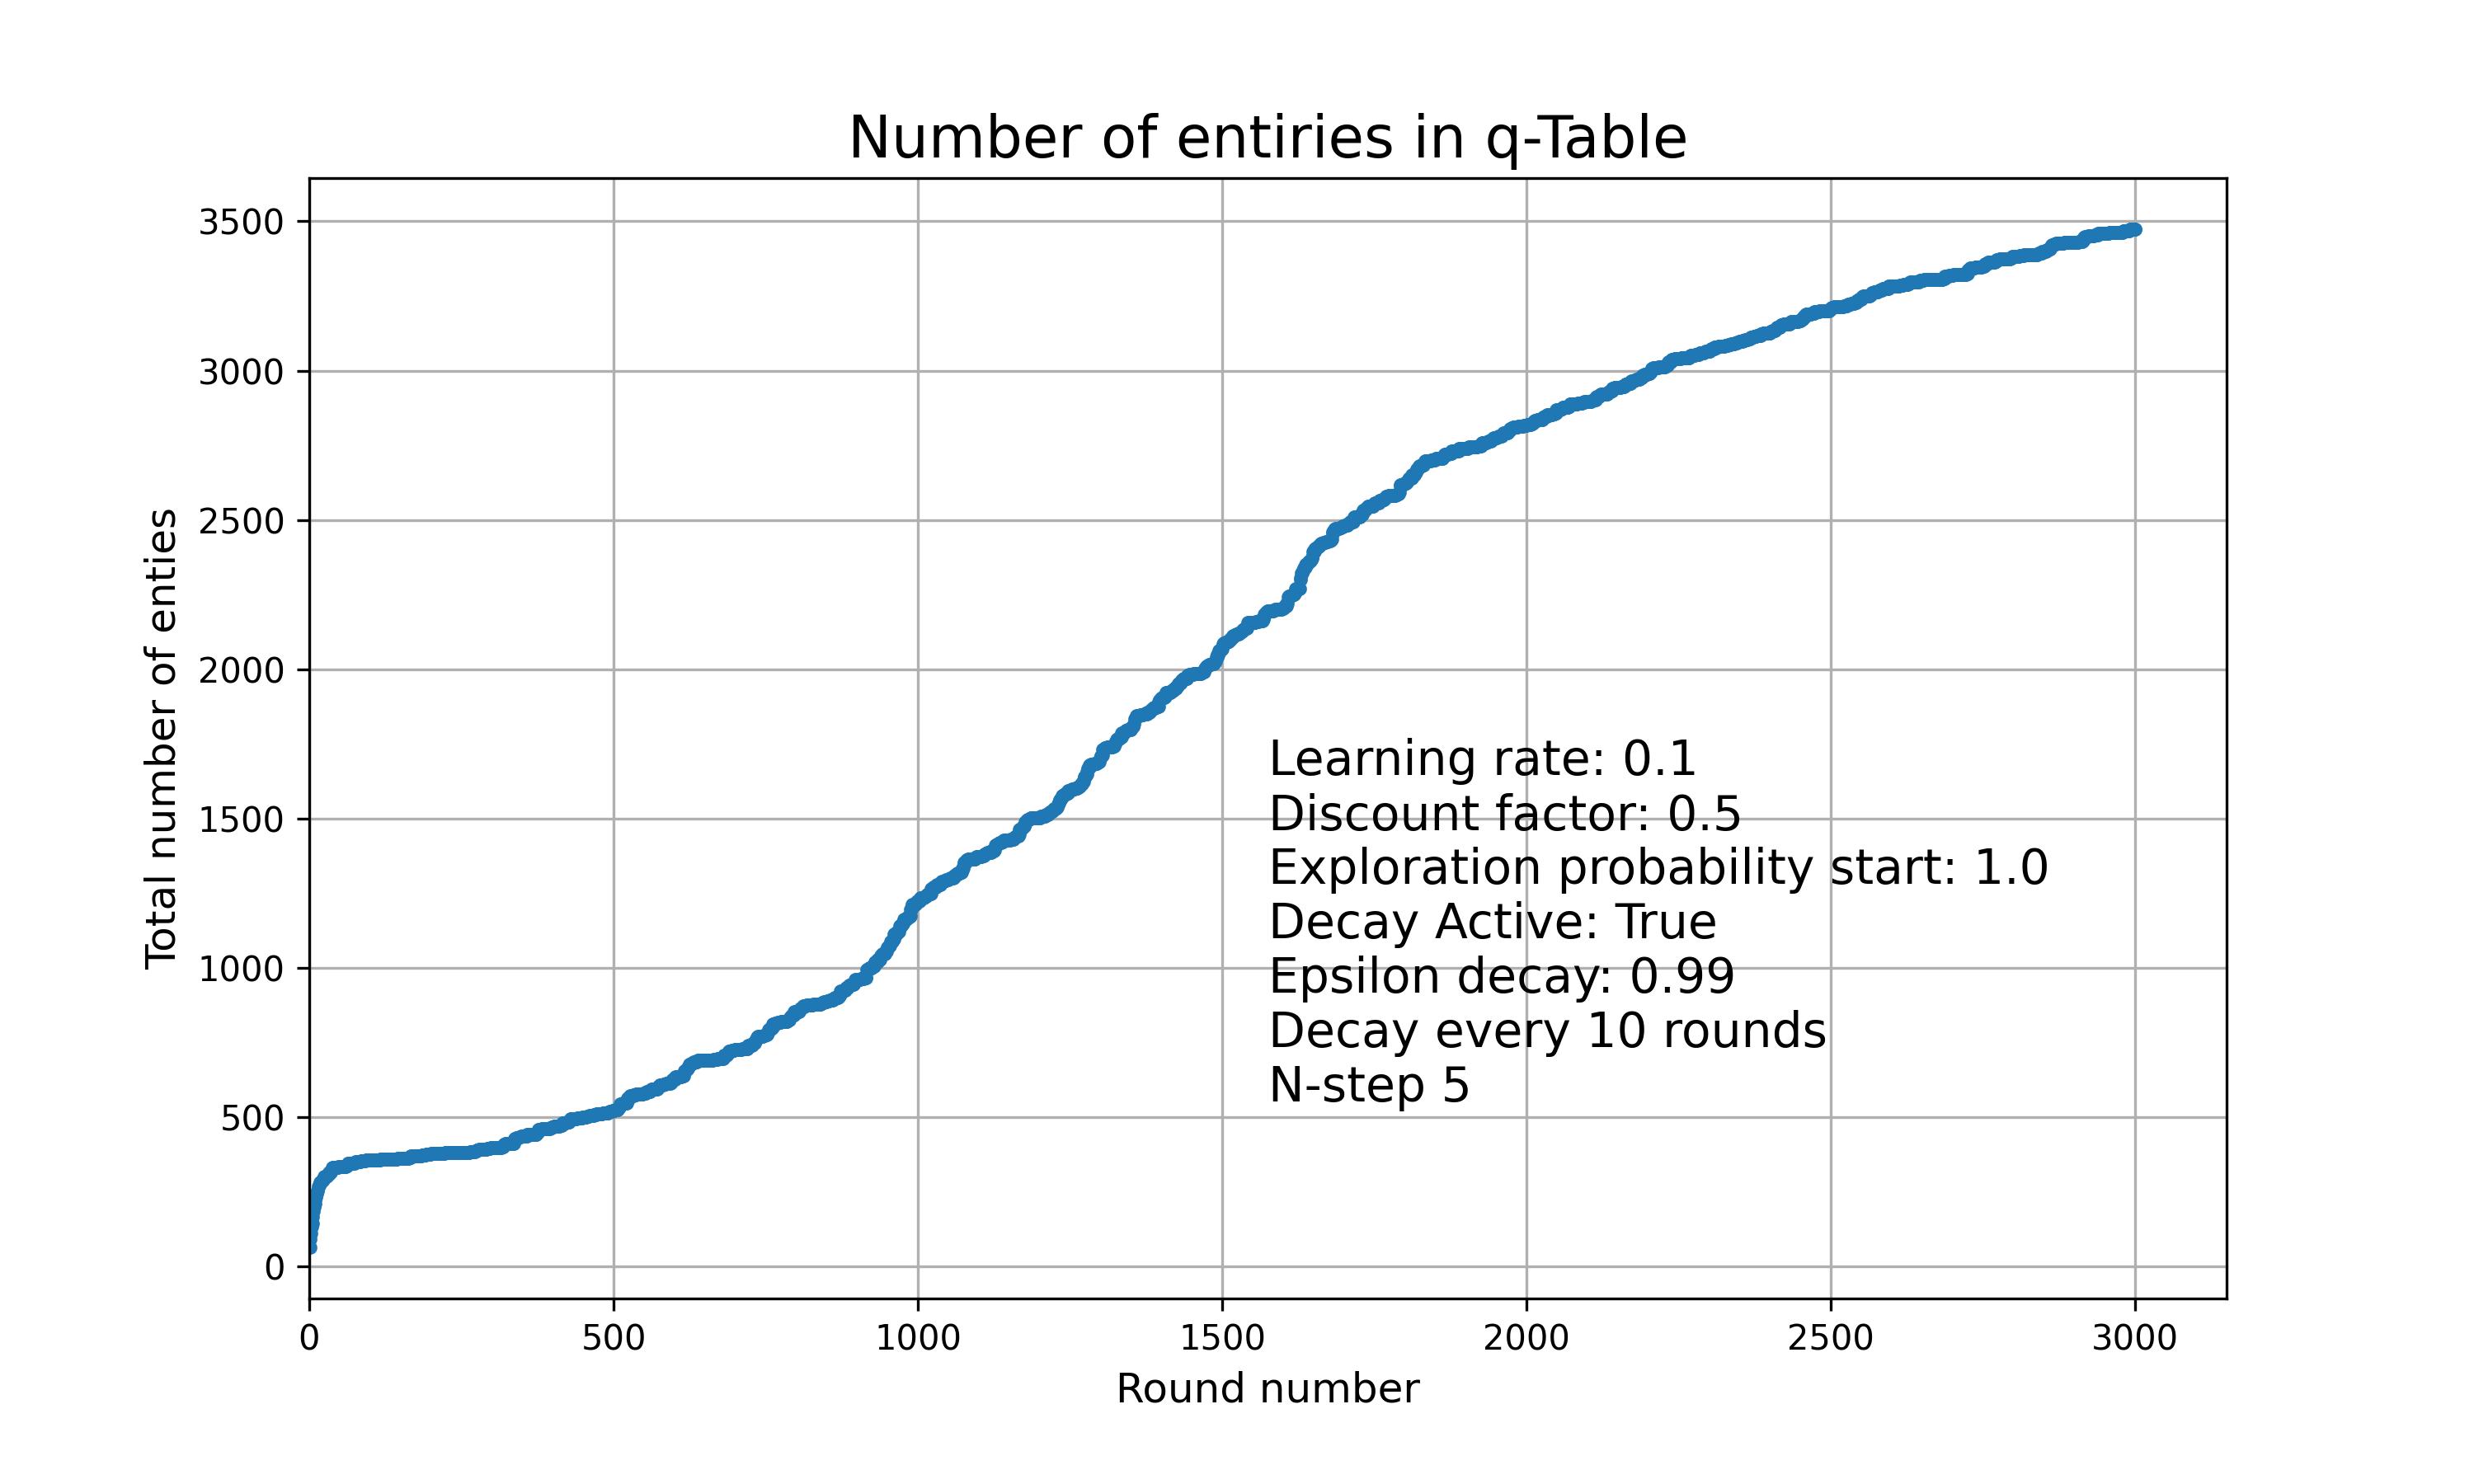 Number of entiries in q-Table
Total number of enties
3500
3000
2500
2000
1500
1000
500
0
Learning rate: 0.1
Discount factor: 0.5
Exploration probability start: 1.0
Decay Active: True
Epsilon decay: 0.99
Decay every 10 rounds
N-step 5
0 500 1000 1500 2000 2500 3000
Round number